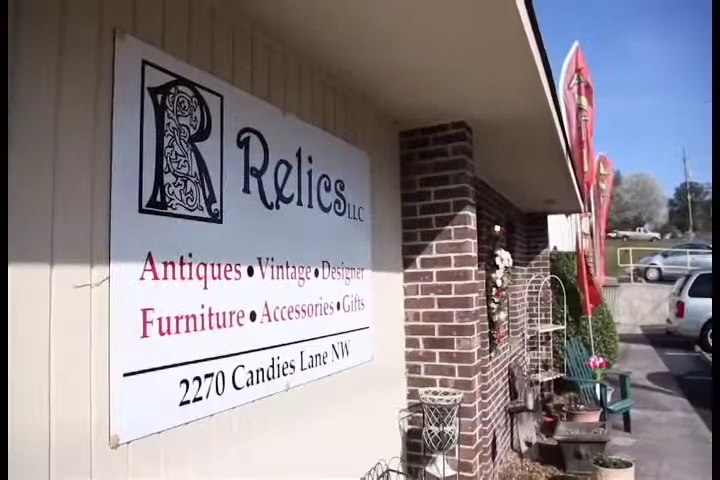 R
Relics LLC
Antiques • Vintage • Designer
Furniture • Accessories • Gifts
2270 Candies Lane NW